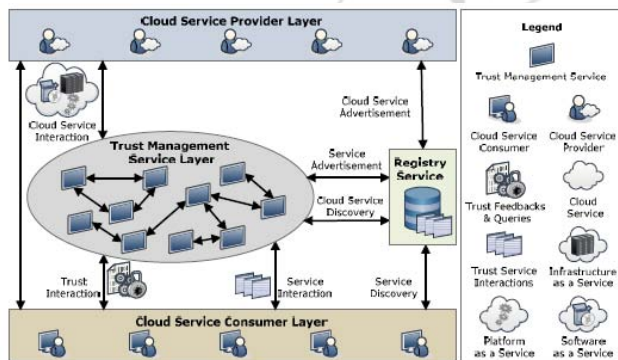 Cloud Service Provider Layer
Cloud Service
Interaction
Cloud Service
Advertisement
Trust Management
Service Layer
Service
Advertisement
Cloud Service
Discovery
Registry
Service
Trust
Interaction
Service
Interaction
Service
Discovery
Cloud Service Consumer Layer
Legend
Trust Management Service
Cloud Service
Consumer
Cloud Service
Provider
Trust Feedbacks
& Queries
Cloud
Service
Trust Service
Interactions
Infrastructure
as a Service
Platform
as a Service
Software
as a Service